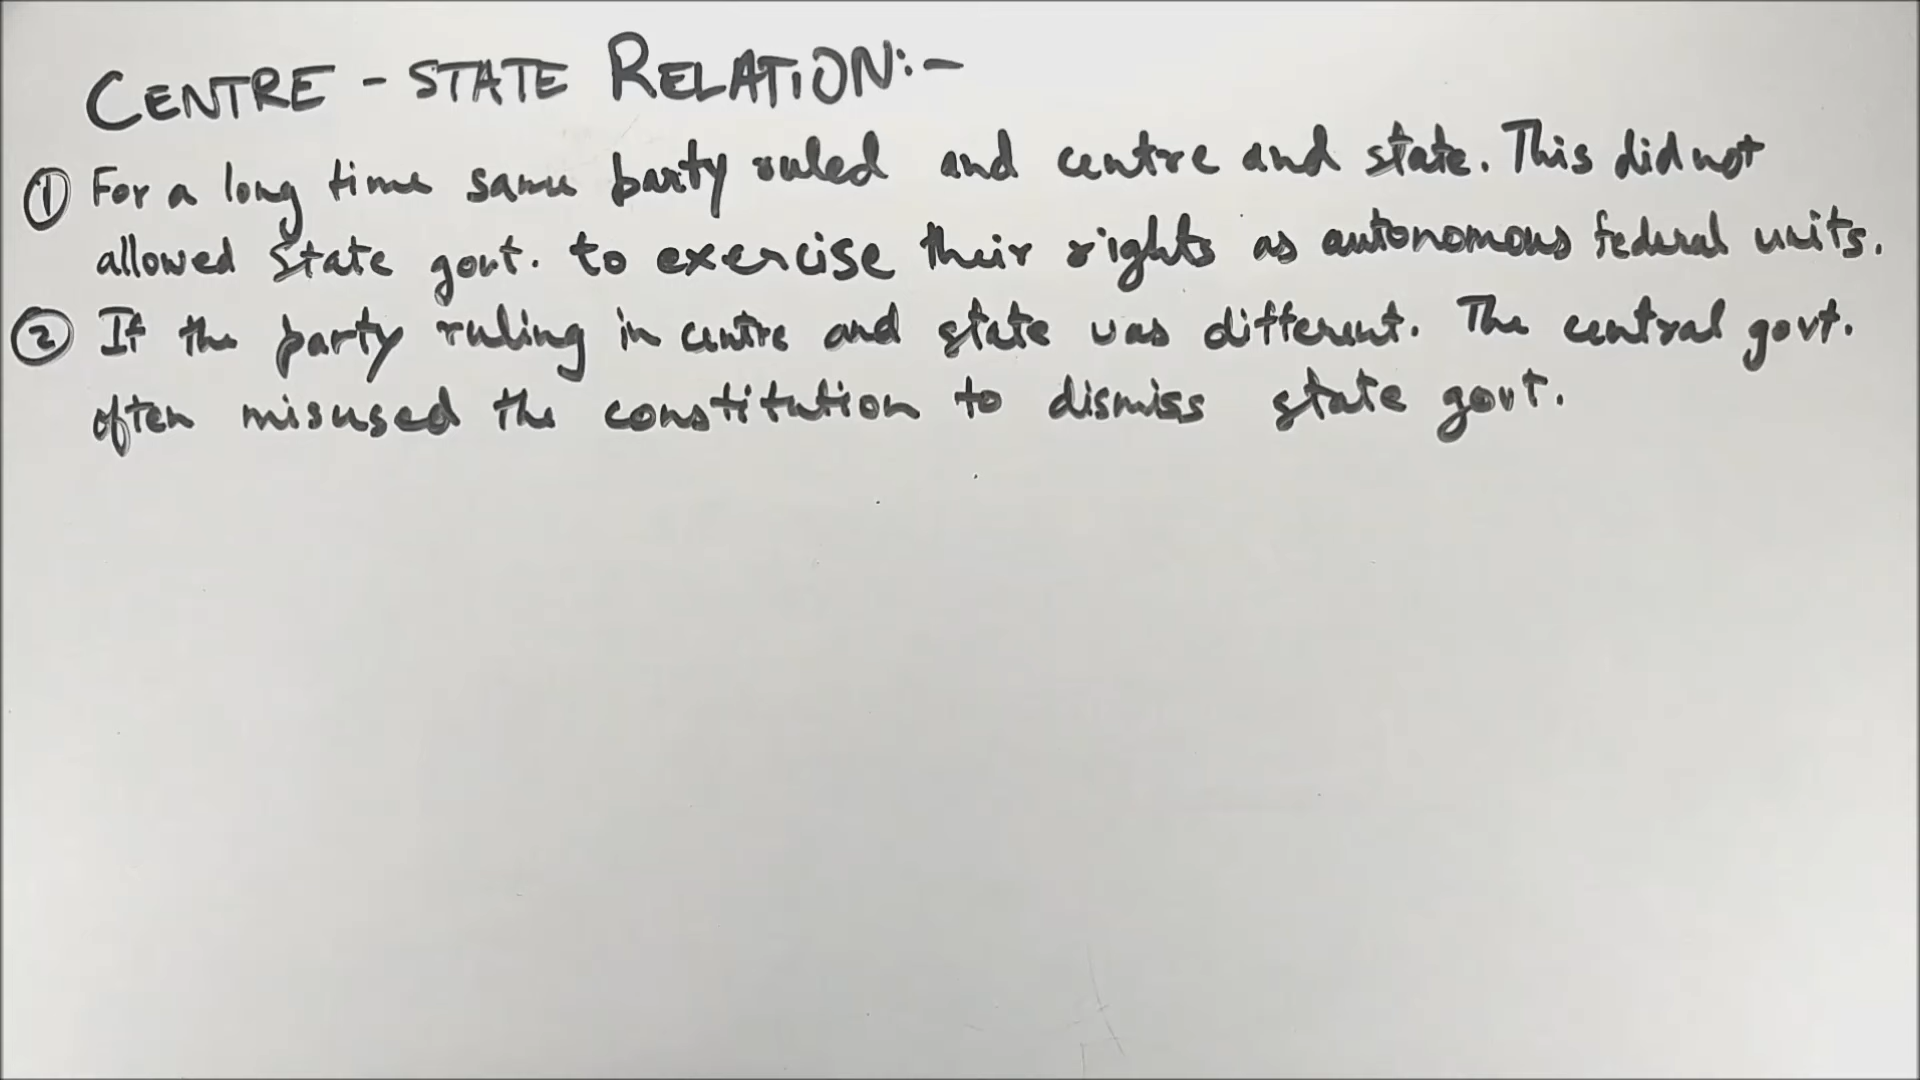 CENTRE - STATE RELATION:-
① For a long time same party ruled and centre and state. This did not
allowed state govt. to exercise their rights as autonomous federal units.
② If the party ruling in centre and state was different. The central govt.
often misused the constitution to dismiss state govt.